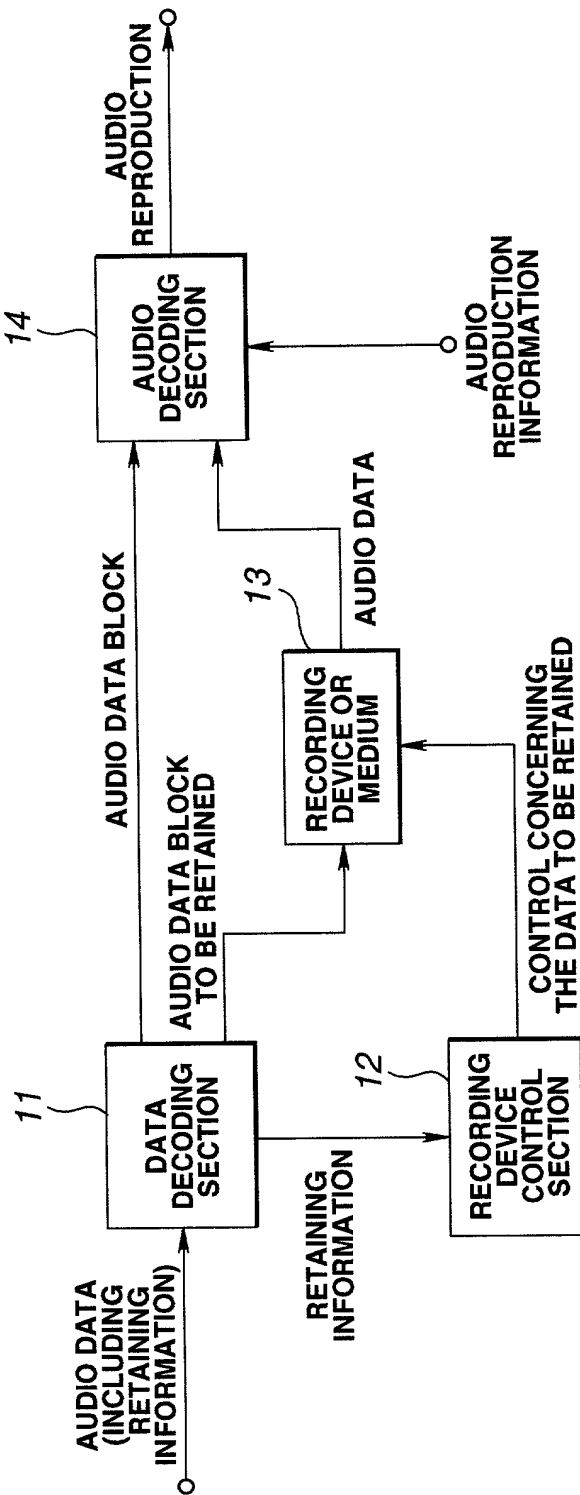 AUDIO DATA
(INCLUDING
RETAINING
INFORMATION)
11
DATA
DECODING
SECTION
AUDIO DATA BLOCK
AUDIO DATA BLOCK
TO BE RETAINED
RETAINING
INFORMATION
12
RECORDING
DEVICE
CONTROL
SECTION
CONTROL CONCERNING
THE DATA TO BE RETAINED
13
RECORDING
DEVICE OR
MEDIUM
AUDIO DATA
14
AUDIO
DECODING
SECTION
AUDIO
REPRODUCTION
AUDIO
REPRODUCTION
INFORMATION